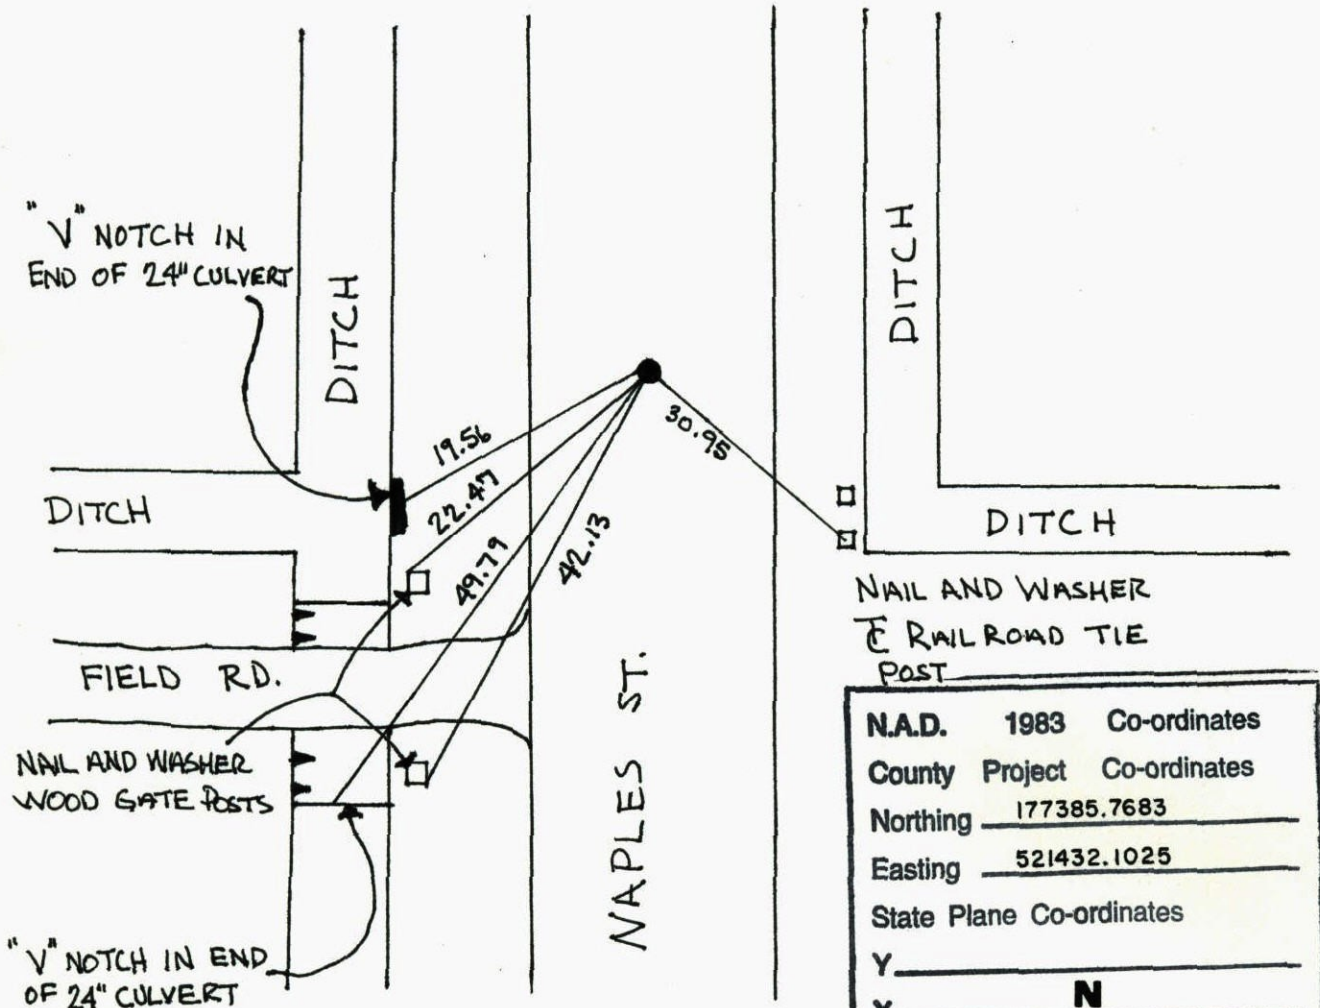 "V" NOTCH IN
END OF 24" CULVERT
DITCH
DITCH
19.56
22.47
49.79
42.13
30.95
DITCH
DITCH
FIELD RD.
NAPLES ST.
NAIL AND WASHER
RAILROAD TIE
POST
NAIL AND WASHER
WOOD GATE POSTS
"V" NOTCH IN END
OF 24" CULVERT
N.A.D. 1983 Co-ordinates
County Project Co-ordinates
Northing 177385.7683
Easting 521432.1025
State Plane Co-ordinates
Y
N